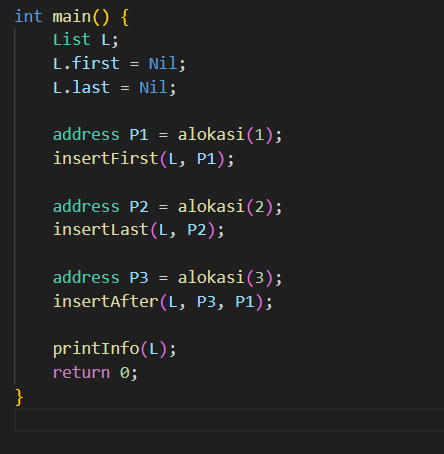 int main() {
    List L;
    L.first = Nil;
    L.last = Nil;

    address P1 = alokasi(1);
    insertFirst(L, P1);

    address P2 = alokasi(2);
    insertLast(L, P2);

    address P3 = alokasi(3);
    insertAfter(L, P3, P1);

    printInfo(L);
    return 0;
}